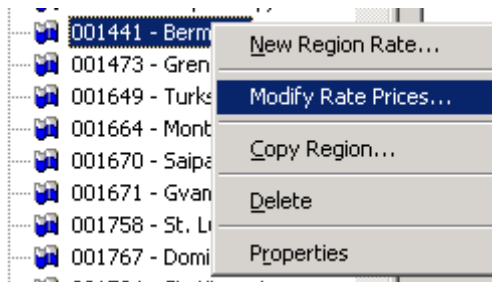 001441 - Berm
New Region Rate...
001473 - Gren
001649 - Turks
Modify Rate Prices...
001664 - Mont
Copy Region...
001670 - Saipa
001671 - Gvan
Delete
001758 - St. Lu
001767 - Domi
Properties